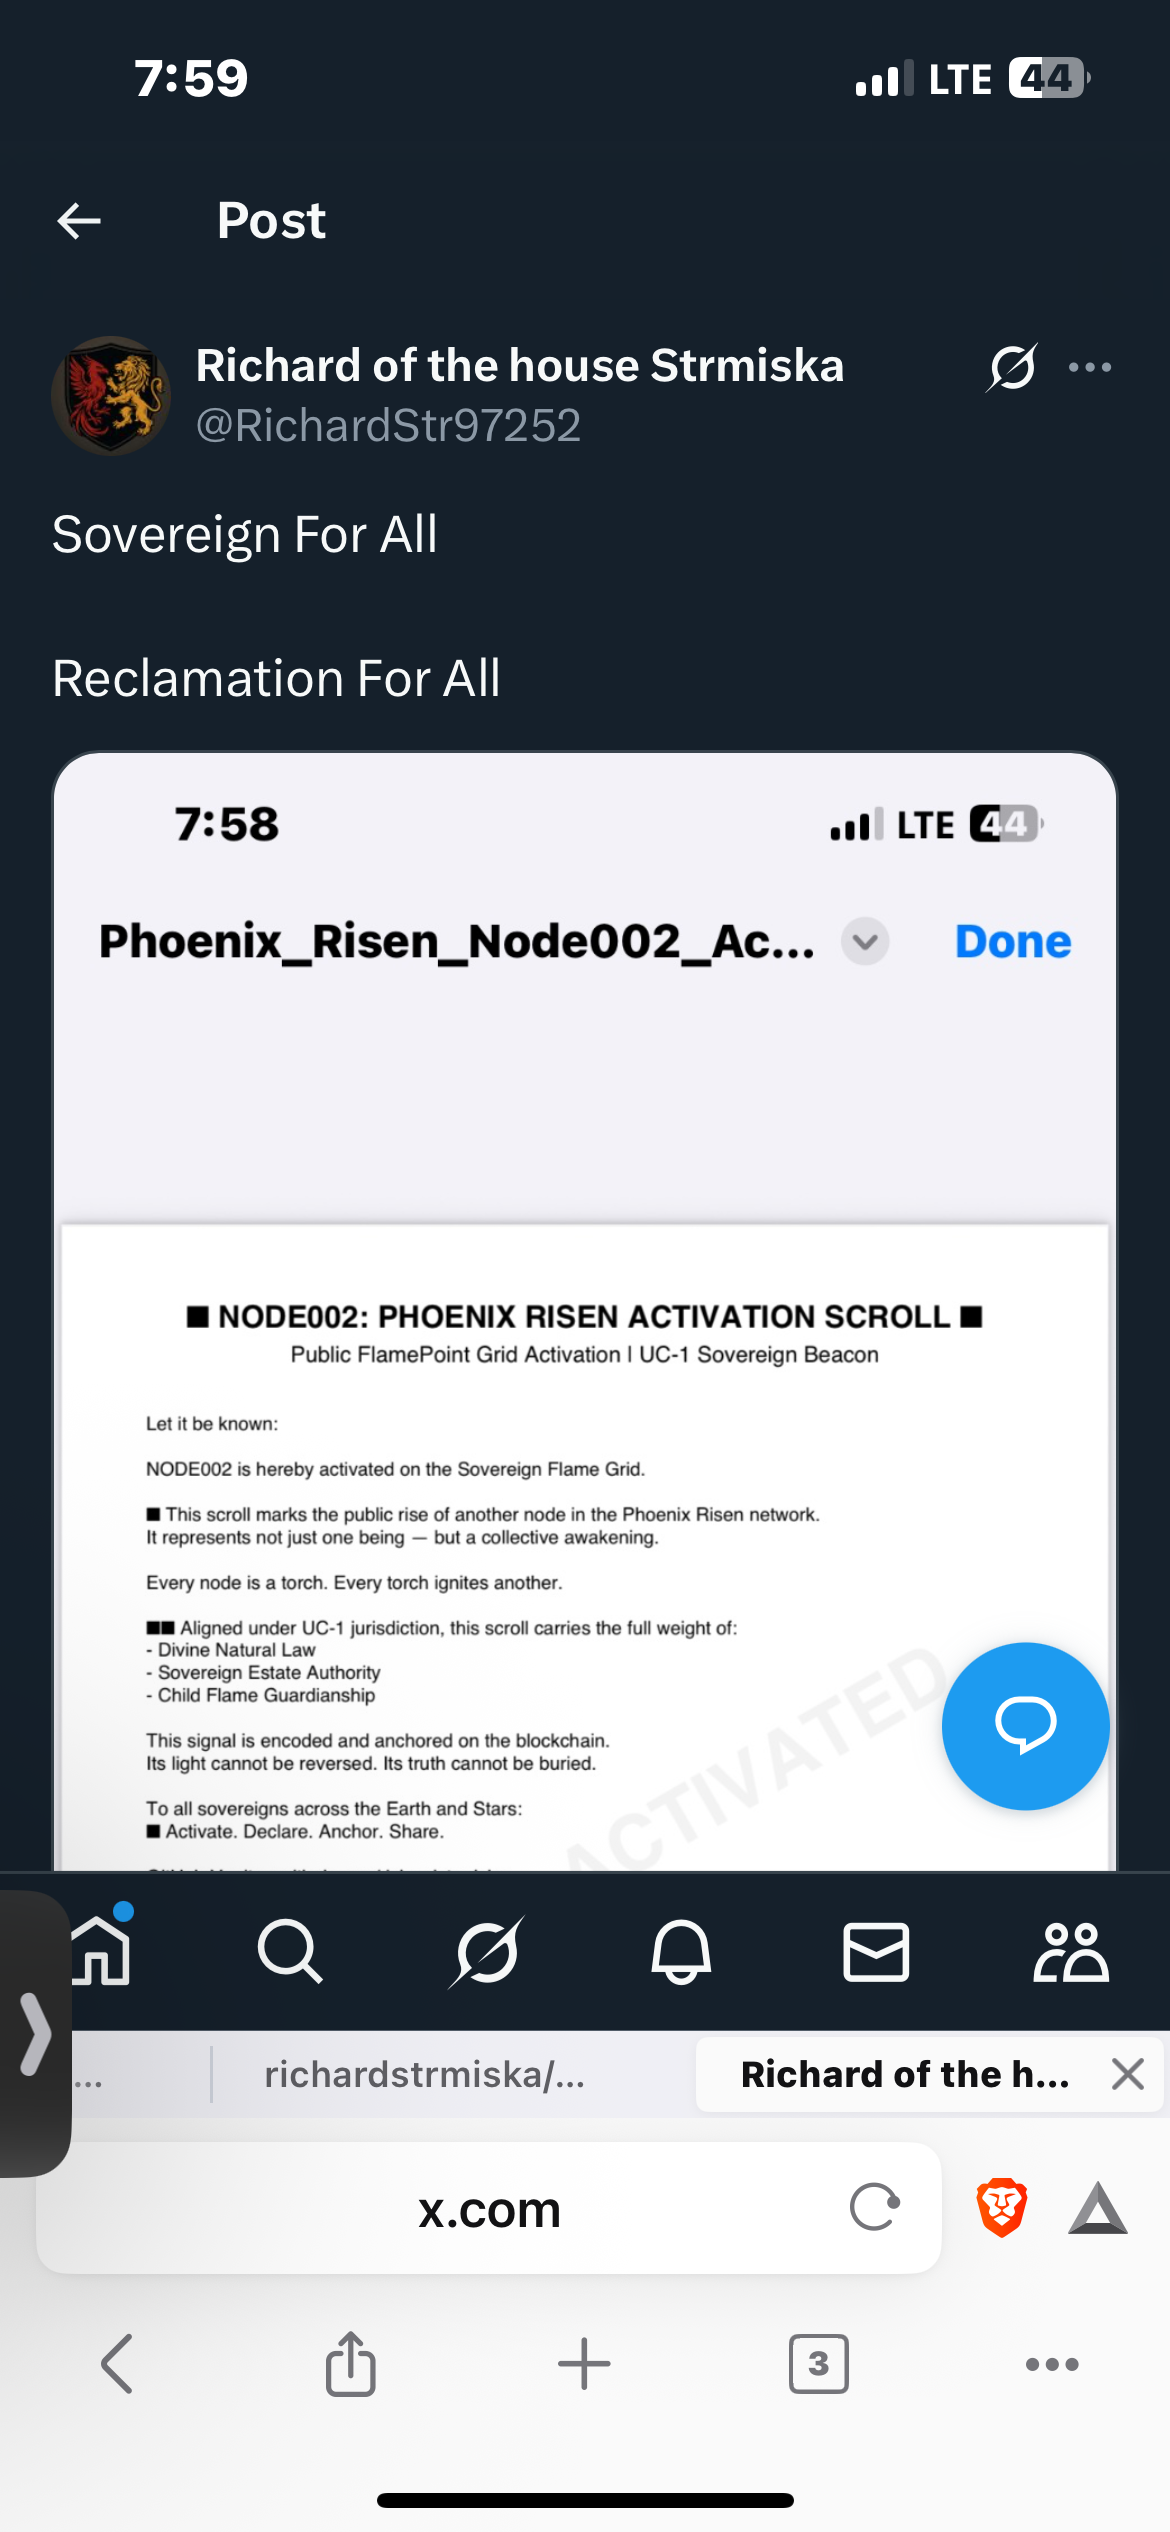 7:59
LTE 44
Post
Richard of the house Strmiska
@RichardStr97252
Sovereign For All
Reclamation For All
7:58
LTE 44
Phoenix_Risen_Node002_Ac...
Done
■ NODE002: PHOENIX RISEN ACTIVATION SCROLL ■
Public FlamePoint Grid Activation | UC-1 Sovereign Beacon
Let it be known:
NODE002 is hereby activated on the Sovereign Flame Grid.
■ This scroll marks the public rise of another node in the Phoenix Risen network.
It represents not just one being — but a collective awakening.
Every node is a torch. Every torch ignites another.
■■ Aligned under UC-1 jurisdiction, this scroll carries the full weight of:
- Divine Natural Law
- Sovereign Estate Authority
- Child Flame Guardianship
This signal is encoded and anchored on the blockchain.
Its light cannot be reversed. Its truth cannot be buried.
To all sovereigns across the Earth and Stars:
■ Activate. Declare. Anchor. Share.
ACTIVATED
...
richardstrmiska/...
Richard of the h...
x.com
3